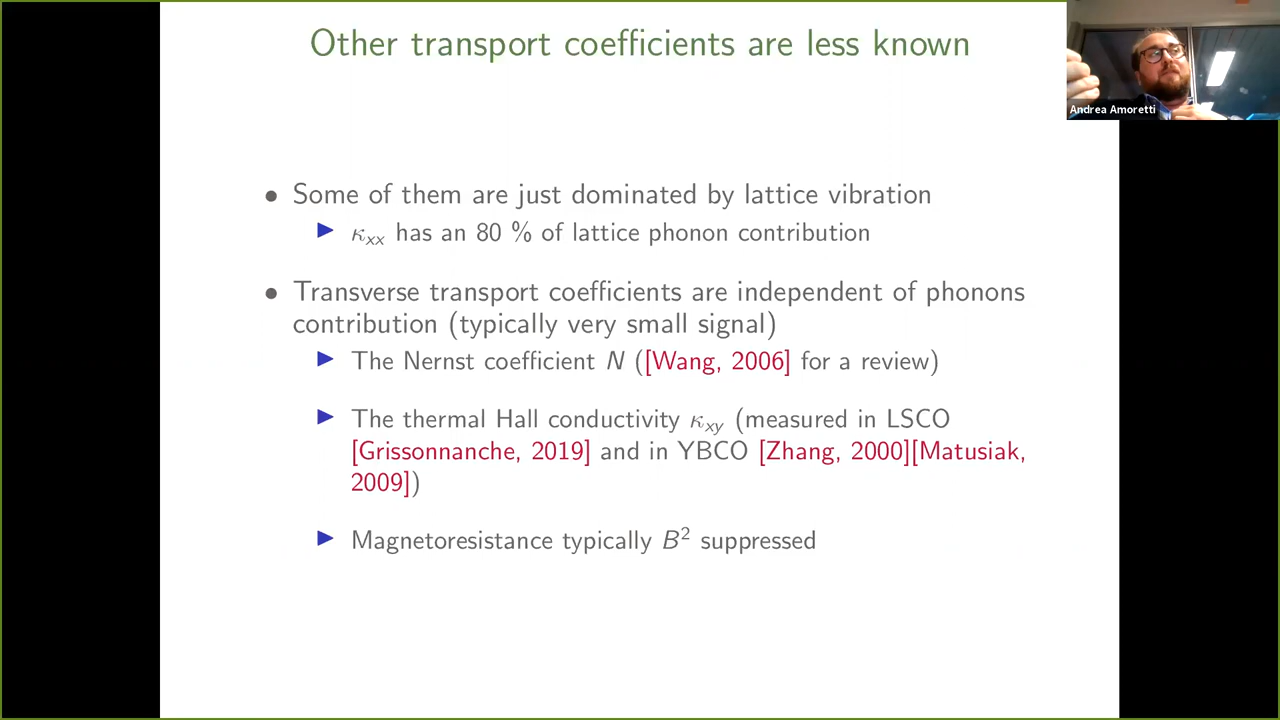 Other transport coefficients are less known
Andrea Amoretti
• Some of them are just dominated by lattice vibration
▶ κxx has an 80 % of lattice phonon contribution
• Transverse transport coefficients are independent of phonons
contribution (typically very small signal)
▶ The Nernst coefficient N ([Wang, 2006] for a review)
▶ The thermal Hall conductivity κxy (measured in LSCO
[Grissonnanche, 2019] and in YBCO [Zhang, 2000][Matusiak,
2009])
▶ Magnetoresistance typically B² suppressed